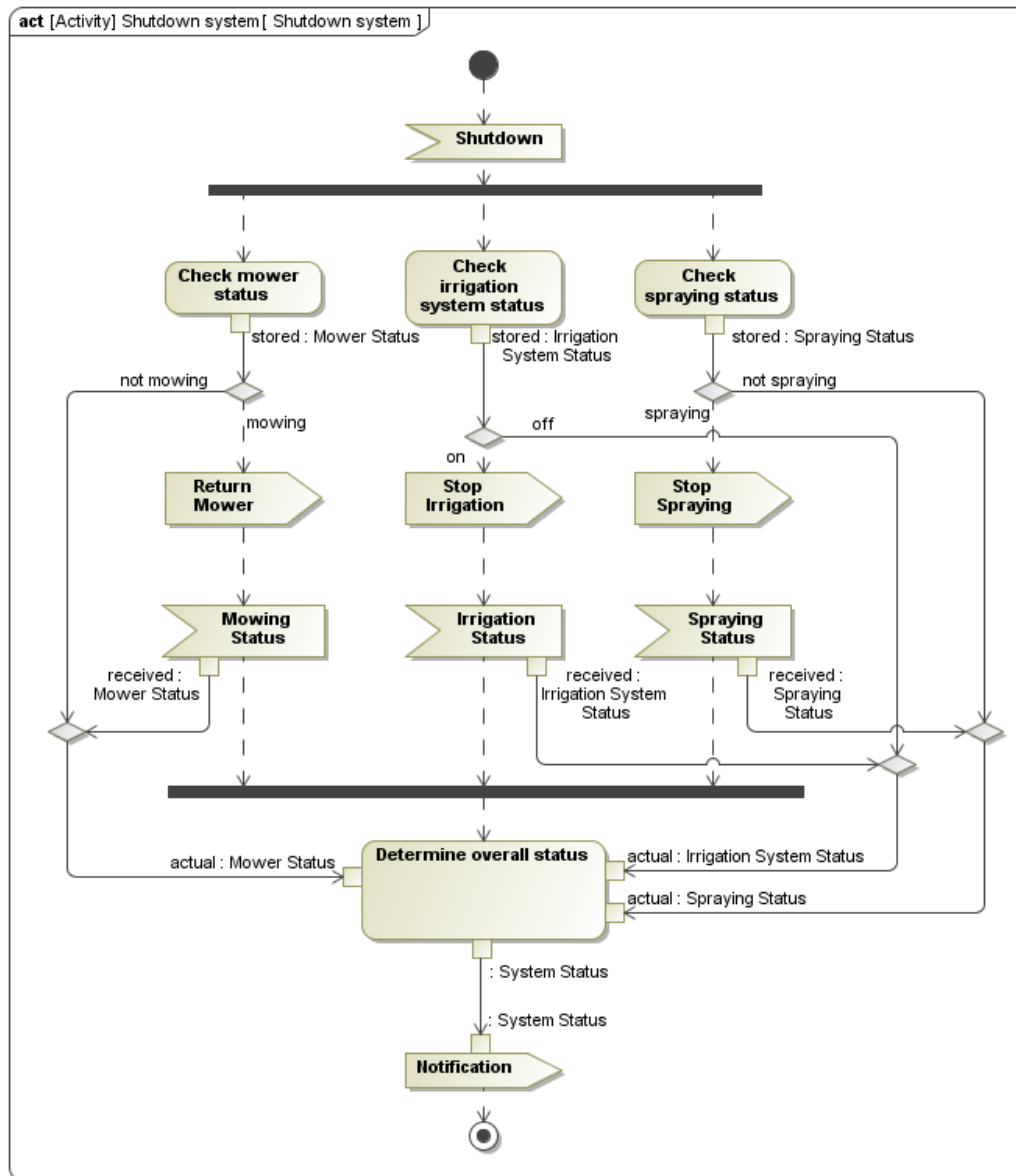 act [Activity] Shutdown system[ Shutdown system ]
Shutdown
Check mower
status
Check
irrigation
system status
Check
spraying status
stored : Mower Status
stored : Irrigation
System Status
stored : Spraying Status
not mowing
mowing
off
on
spraying
not spraying
Return
Mower
Stop
Irrigation
Stop
Spraying
Mowing
Status
Irrigation
Status
Spraying
Status
received :
Mower Status
received :
Irrigation System
Status
received :
Spraying
Status
Determine overall status
actual : Mower Status
actual : Irrigation System Status
actual : Spraying Status
: System Status
: System Status
Notification